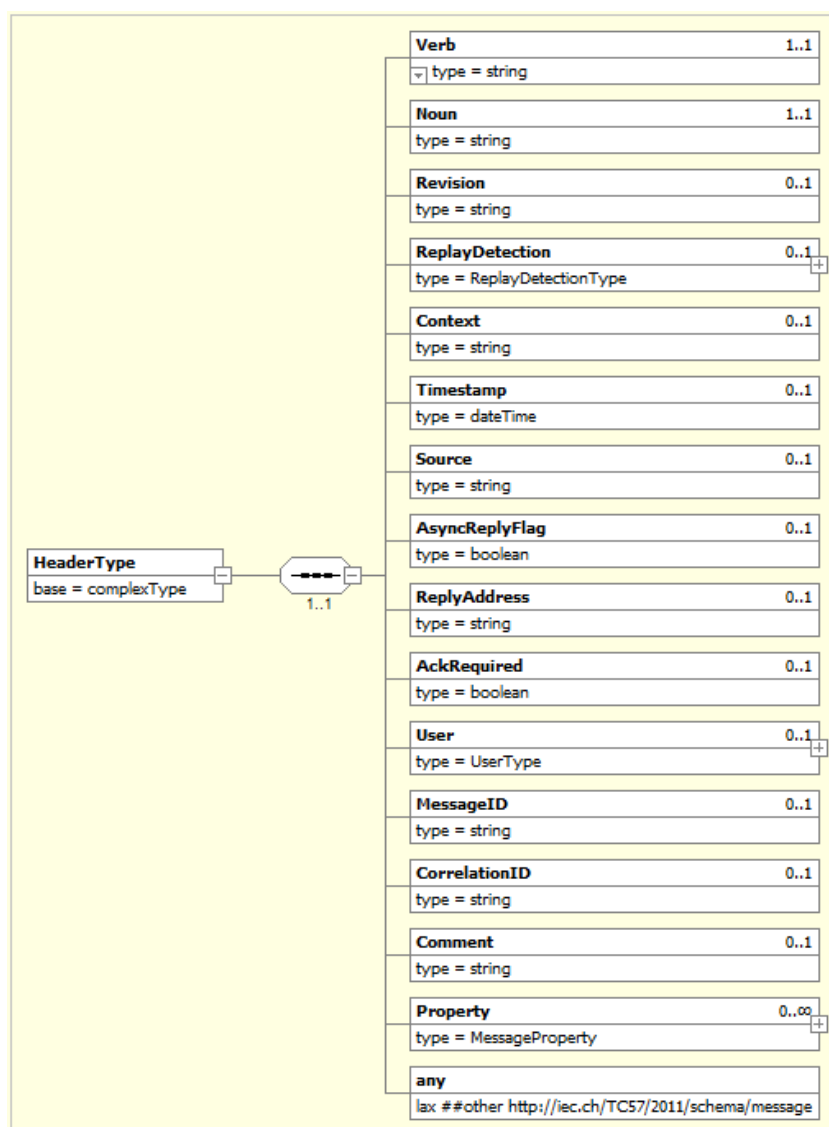 Verb 1..1
type = string
Noun 1..1
type = string
Revision 0..1
type = string
ReplayDetection 0..1
type = ReplayDetectionType
Context 0..1
type = string
Timestamp 0..1
type = dateTime
Source 0..1
type = string
AsyncReplyFlag 0..1
type = boolean
HeaderType
base = complexType
1..1
ReplyAddress 0..1
type = string
AckRequired 0..1
type = boolean
User 0..1
type = UserType
MessageID 0..1
type = string
CorrelationID 0..1
type = string
Comment 0..1
type = string
Property 0..∞
type = MessageProperty
any
lax ##other http://iec.ch/TC57/2011/schema/message